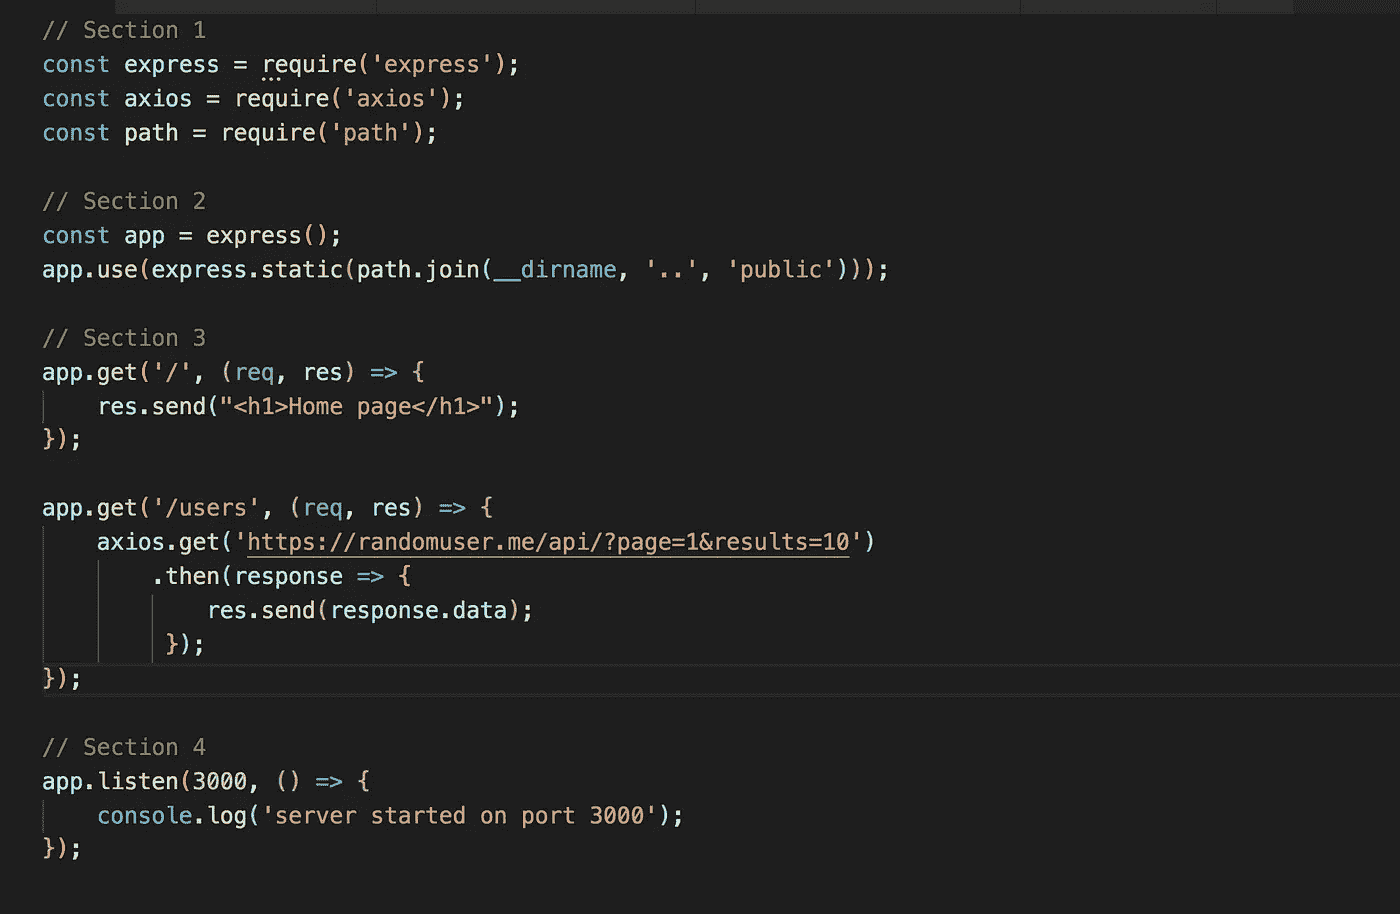 // Section 1
const express = require('express');
const axios = require('axios');
const path = require('path');
// Section 2
const app = express();
app.use(express.static(path.join(__dirname, '..', 'public')));
// Section 3
app.get('/', (req, res) => {
    res.send("<h1>Home page</h1>");
});
app.get('/users', (req, res) => {
    axios.get('https://randomuser.me/api/?page=1&results=10')
        .then(response => {
            res.send(response.data);
         });
});
// Section 4
app.listen(3000, () => {
    console.log('server started on port 3000');
});